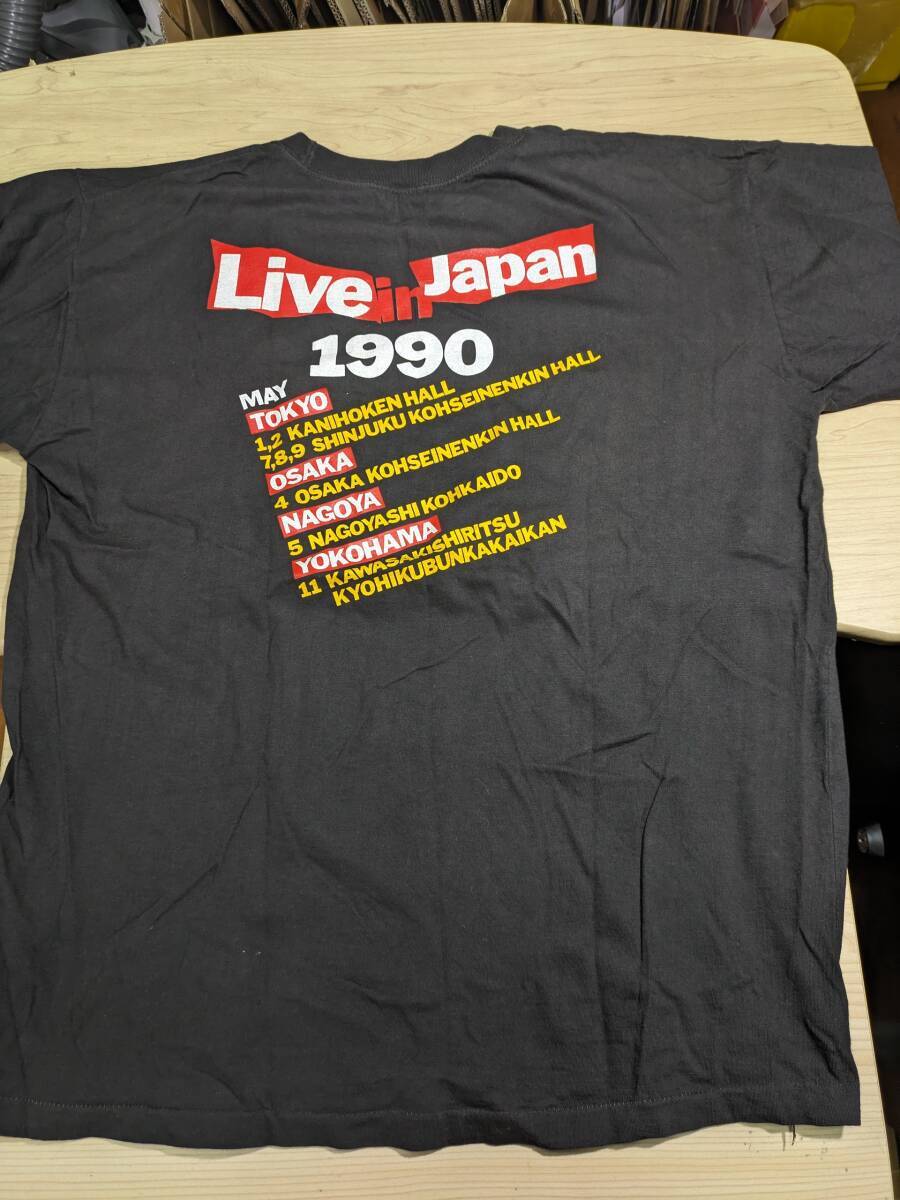 Live in Japan
1990
MAY
TOKYO
1,2 KANIHOKEN HALL
7,8,9 SHINJUKU KOHSEINENKIN HALL
OSAKA
4 OSAKA KOHSEINENKIN HALL
NAGOYA
5 NAGOYASHI KOHKAIDO
YOKOHAMA
11 KAWASAKISHIRITSU
KYOHIKUBUNKAKAIKAN